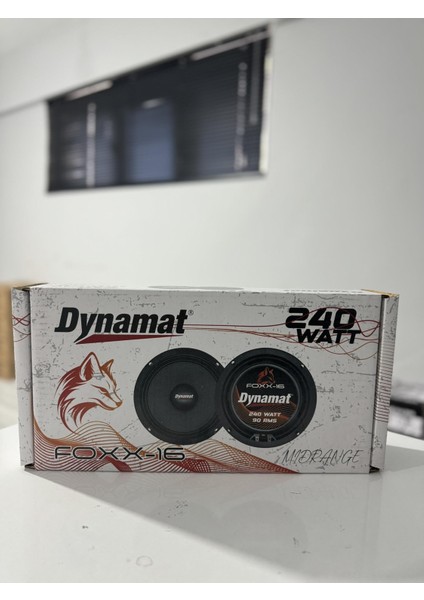 Dynamat®
240
WATT
Dynamat
FOXX-16
Dynamat
240 WATT
90 RMS
FOXX-16
MIDRANGE